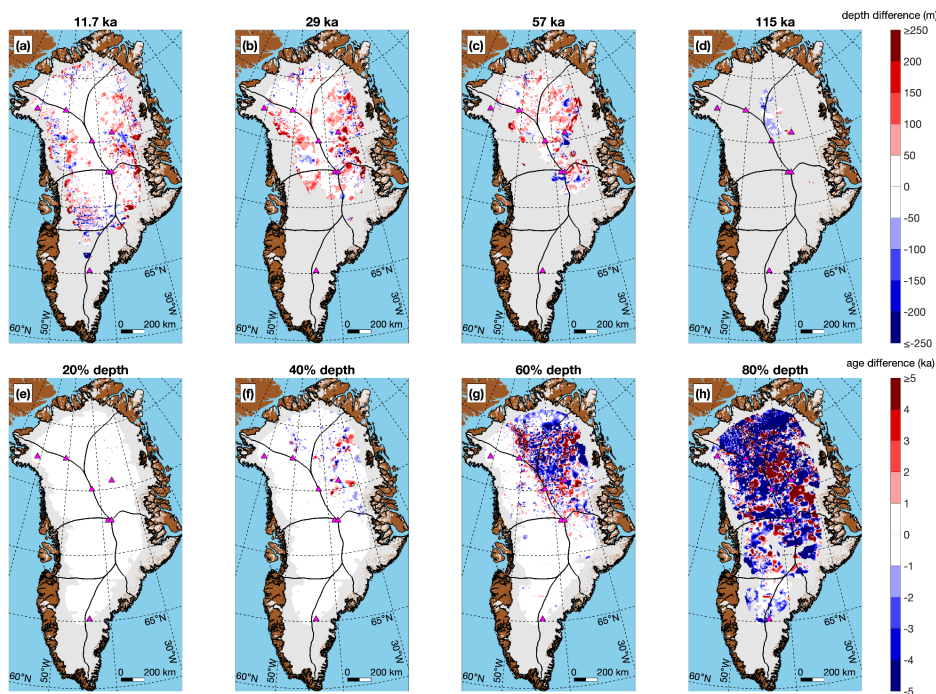 11.7 ka
29 ka
57 ka
115 ka
depth difference (m)
(a)
(b)
(c)
(d)
≥250
200
150
100
50
0
-50
-100
-150
-200
≤-250
65°N
30°W
50°W
60°N
0 200 km
65°N
30°W
50°W
60°N
0 200 km
65°N
30°W
50°W
60°N
0 200 km
65°N
30°W
50°W
60°N
0 200 km
20% depth
40% depth
60% depth
80% depth
age difference (ka)
(e)
(f)
(g)
(h)
≥5
4
3
2
1
0
-1
-2
-3
-4
-5
65°N
30°W
50°W
60°N
0 200 km
65°N
30°W
50°W
60°N
0 200 km
65°N
30°W
50°W
60°N
0 200 km
65°N
30°W
50°W
60°N
0 200 km